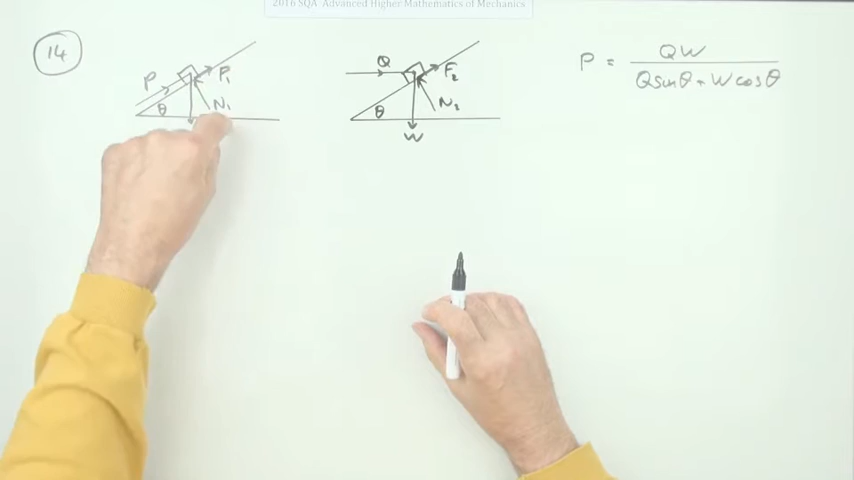 2016 SQA Advanced Higher Mathematics of Mechanics
14
P θ F₁ N₁
Q θ F₂ N₂ W
P = QW / (Q sin θ + W cos θ)